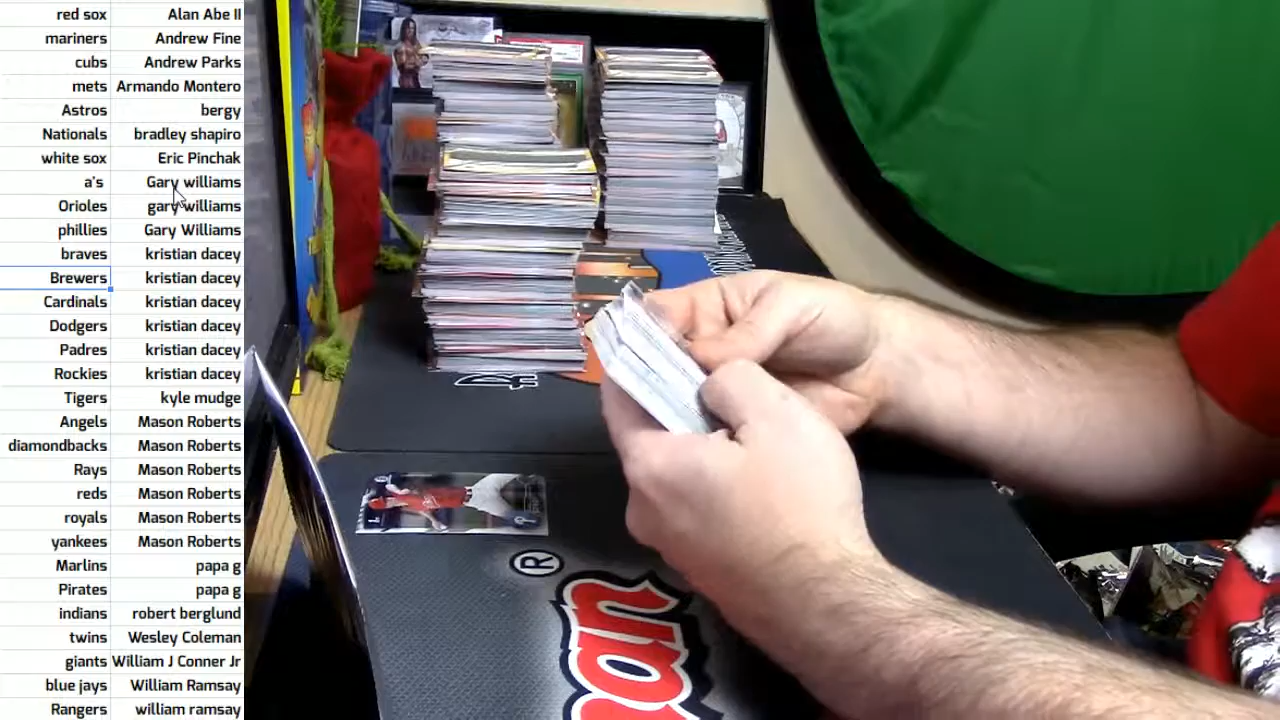 red sox Alan Abe II
mariners Andrew Fine
cubs Andrew Parks
mets Armando Montero
Astros bergy
Nationals bradley shapiro
white sox Eric Pinchak
a's Gary williams
Orioles gary williams
phillies Gary Williams
braves kristian dacey
Brewers kristian dacey
Cardinals kristian dacey
Dodgers kristian dacey
Padres kristian dacey
Rockies kristian dacey
Tigers kyle mudge
Angels Mason Roberts
diamondbacks Mason Roberts
Rays Mason Roberts
reds Mason Roberts
royals Mason Roberts
yankees Mason Roberts
Marlins papa g
Pirates papa g
indians robert berglund
twins Wesley Coleman
giants William J Conner Jr
blue jays William Ramsay
Rangers william ramsay
®